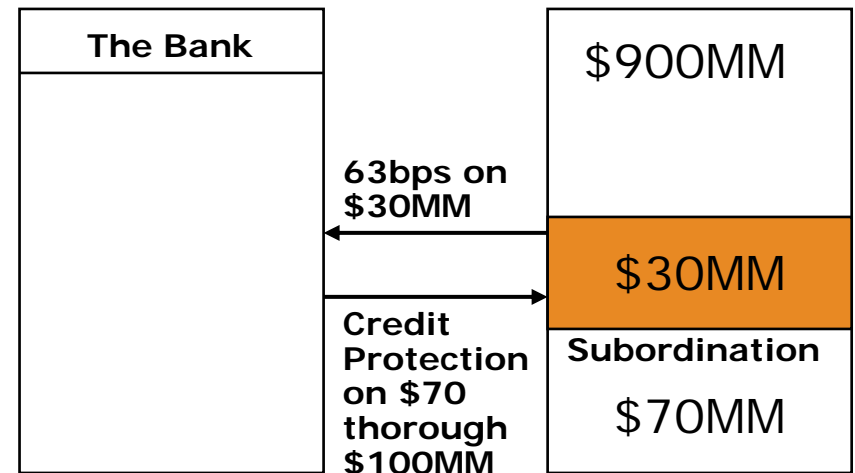 The Bank
63bps on
$30MM
Credit
Protection
on $70
thorough
$100MM
$900MM
$30MM
Subordination
$70MM